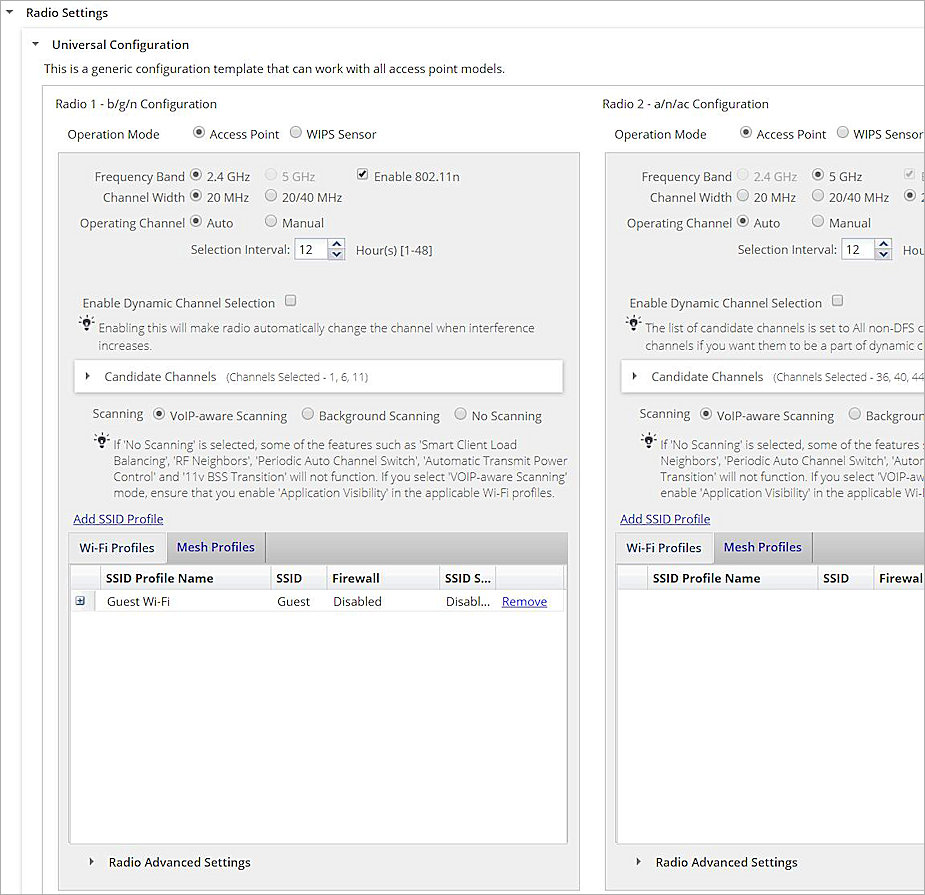 Radio Settings
Universal Configuration
This is a generic configuration template that can work with all access point models.
Radio 1 - b/g/n Configuration
Operation Mode Access Point WIPS Sensor
Frequency Band 2.4 GHz 5 GHz Enable 802.11n
Channel Width 20 MHz 20/40 MHz
Operating Channel Auto Manual
Selection Interval: 12 Hour(s) [1-48]
Enable Dynamic Channel Selection
Enabling this will make radio automatically change the channel when interference
increases.
Candidate Channels (Channels Selected - 1, 6, 11)
Scanning VoIP-aware Scanning Background Scanning No Scanning
If 'No Scanning' is selected, some of the features such as 'Smart Client Load
Balancing', 'RF Neighbors', 'Periodic Auto Channel Switch', 'Automatic Transmit Power
Control' and '11v BSS Transition' will not function. If you select 'VOIP-aware Scanning'
mode, ensure that you enable 'Application Visibility' in the applicable Wi-Fi profiles.
Add SSID Profile
Wi-Fi Profiles Mesh Profiles
SSID Profile Name SSID Firewall SSID S...
Guest Wi-Fi Guest Disabled Disabl... Remove
Radio Advanced Settings
Radio 2 - a/n/ac Configuration
Operation Mode Access Point WIPS Sensor
Frequency Band 2.4 GHz 5 GHz
Channel Width 20 MHz 20/40 MHz
Operating Channel Auto Manual
Selection Interval: 12 Hou
Enable Dynamic Channel Selection
The list of candidate channels is set to All non-DFS c
channels if you want them to be a part of dynamic c
Candidate Channels (Channels Selected - 36, 40, 44
Scanning VoIP-aware Scanning Backgroun
If 'No Scanning' is selected, some of the features
Neighbors', 'Periodic Auto Channel Switch', 'Auton
Transition' will not function. If you select 'VOIP-aw
enable 'Application Visibility' in the applicable Wi-
Add SSID Profile
Wi-Fi Profiles Mesh Profiles
SSID Profile Name SSID Firewal
Radio Advanced Settings